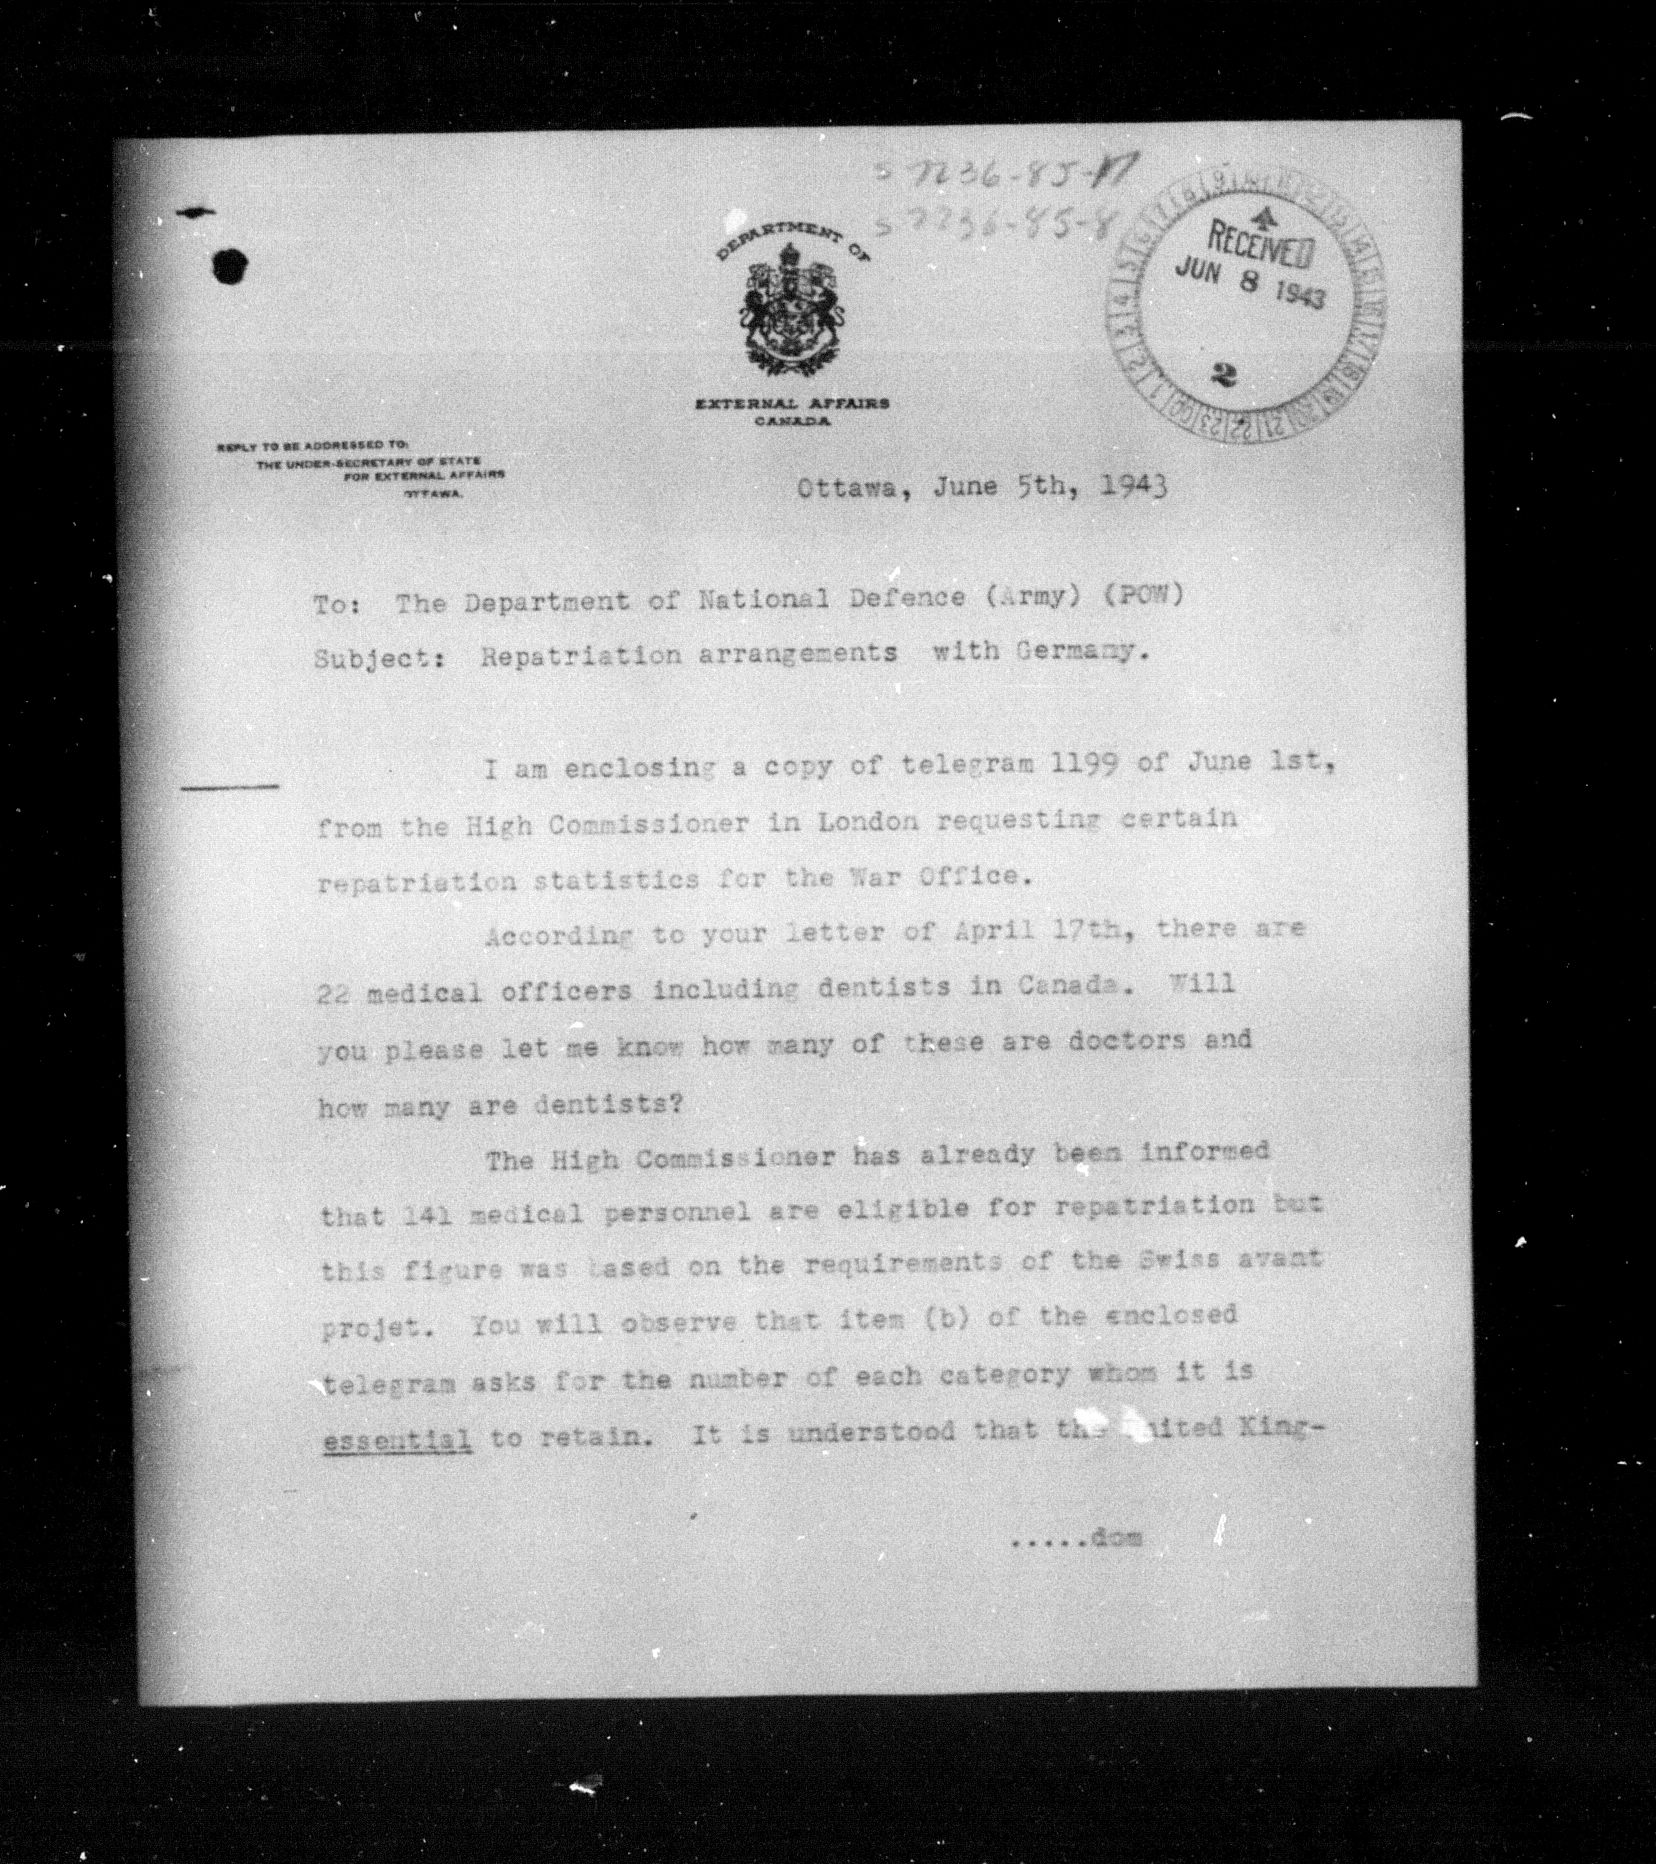 S 7236-85-17
S 7236-85-8
DEPARTMENT OF
EXTERNAL AFFAIRS
CANADA
RECEIVED
JUN 8 1943
2
REPLY TO BE ADDRESSED TO:
THE UNDER-SECRETARY OF STATE
FOR EXTERNAL AFFAIRS
OTTAWA.
Ottawa, June 5th, 1943
To: The Department of National Defence (Army) (POW)
Subject: Repatriation arrangements with Germany.
I am enclosing a copy of telegram 1199 of June 1st,
from the High Commissioner in London requesting certain
repatriation statistics for the War Office.
According to your letter of April 17th, there are
22 medical officers including dentists in Canada. Will
you please let me know how many of these are doctors and
how many are dentists?
The High Commissioner has already been informed
that 141 medical personnel are eligible for repatriation but
this figure was based on the requirements of the Swiss avant
projet. You will observe that item (b) of the enclosed
telegram asks for the number of each category whom it is
essential to retain. It is understood that the United King-
.....dom